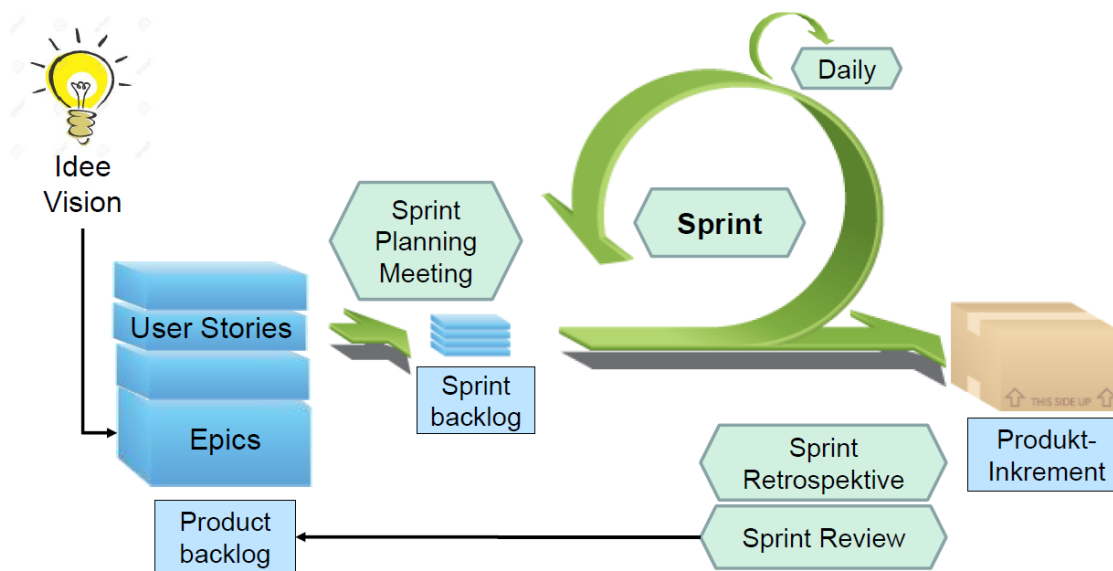 Idee
Vision
User Stories
Epics
Product
backlog
Sprint
Planning
Meeting
Sprint
backlog
Daily
Sprint
THIS SIDE UP
Produkt-
Inkrement
Sprint
Retrospektive
Sprint Review